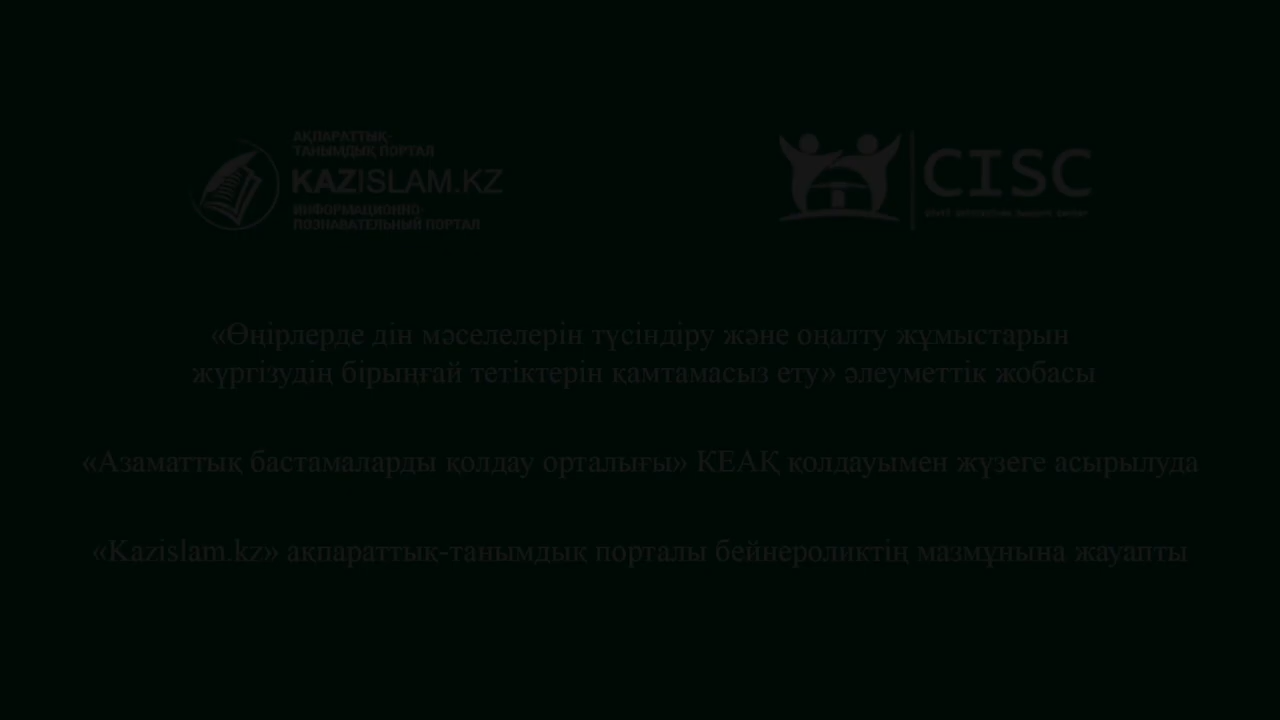 АҚПАРАТТЫҚ-
ТАНЫМДЫҚ ПОРТАЛ
KAZISLAM.KZ
ИНФОРМАЦИОННО-
ПОЗНАВАТЕЛЬНЫЙ ПОРТАЛ
CISC
«Өңірлерде дін мәселелерін түсіндіру және оңалту жұмыстарын
жүргізудің бірыңғай тетіктерін қамтамасыз ету» әлеуметтік жобасы
«Азаматтық бастамаларды қолдау орталығы» КЕАҚ қолдауымен жүзеге асырылуда
«Kazislam.kz» ақпараттық-танымдық порталы бейнероликтің мазмұнына жауапты